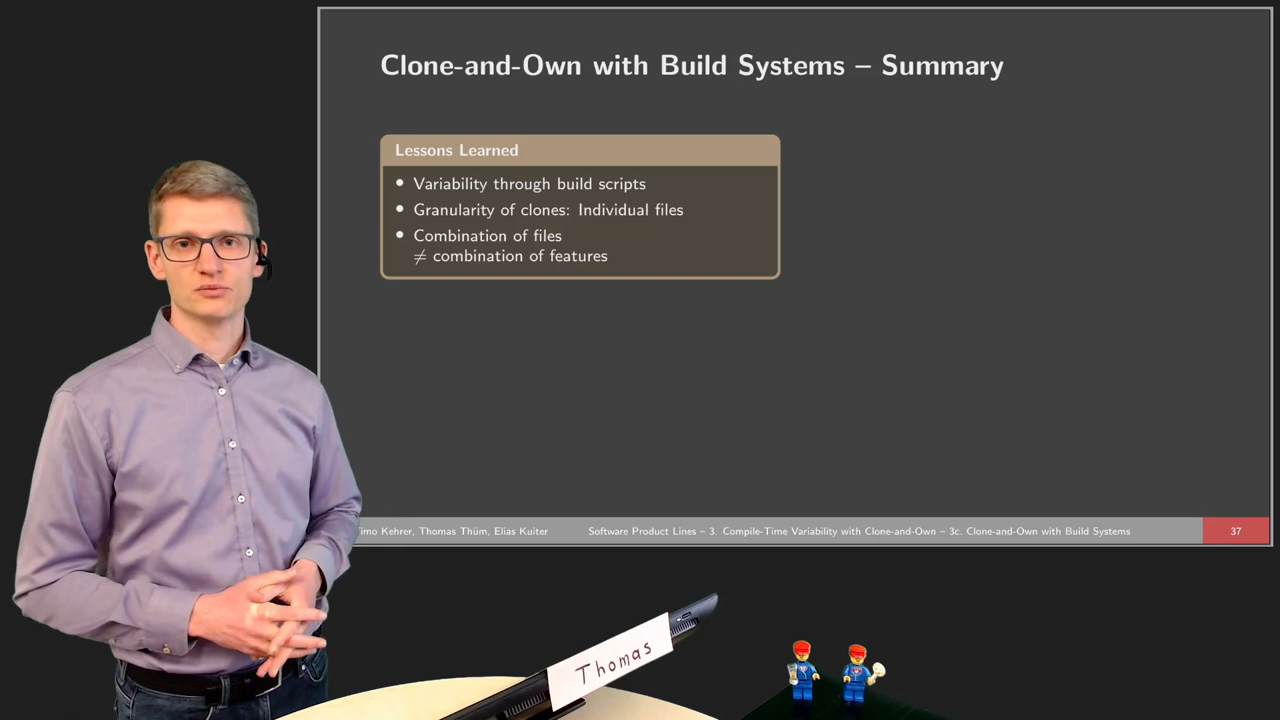 Clone-and-Own with Build Systems – Summary
Lessons Learned
• Variability through build scripts
• Granularity of clones: Individual files
• Combination of files
≠ combination of features
imo Kehrer, Thomas Thüm, Elias Kuiter
Software Product Lines – 3. Compile-Time Variability with Clone-and-Own – 3c. Clone-and-Own with Build Systems
37
Thomas